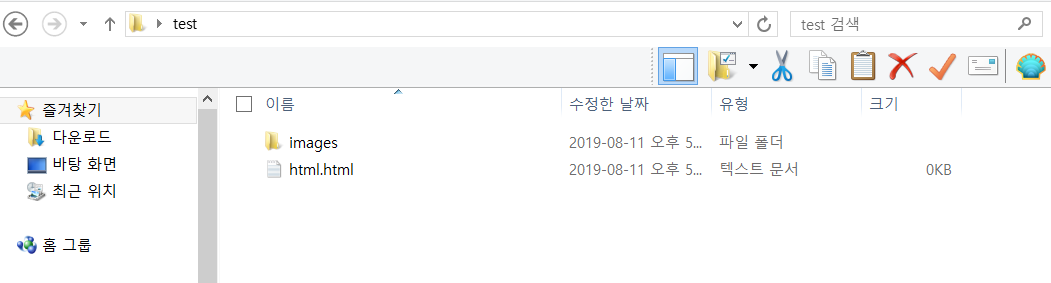 test
test 검색
이름 수정한 날짜 유형 크기
즐겨찾기
다운로드
바탕 화면
최근 위치
홈 그룹
images 2019-08-11 오후 5... 파일 폴더
html.html 2019-08-11 오후 5... 텍스트 문서 0KB